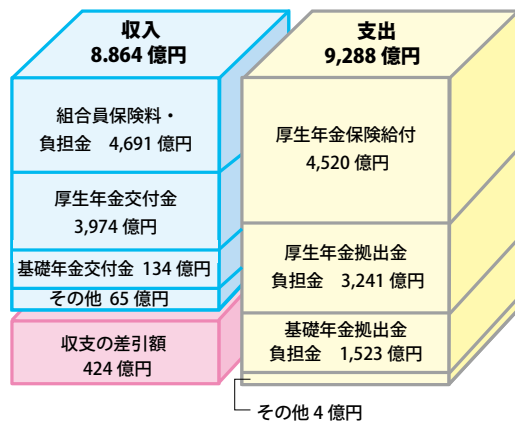 収入
8.864 億円
組合員保険料・
負担金 4,691 億円
厚生年金交付金
3,974 億円
基礎年金交付金 134 億円
その他 65 億円
収支の差引額
424 億円
支出
9,288 億円
厚生年金保険給付
4,520 億円
厚生年金拠出金
負担金 3,241 億円
基礎年金拠出金
負担金 1,523 億円
その他 4 億円